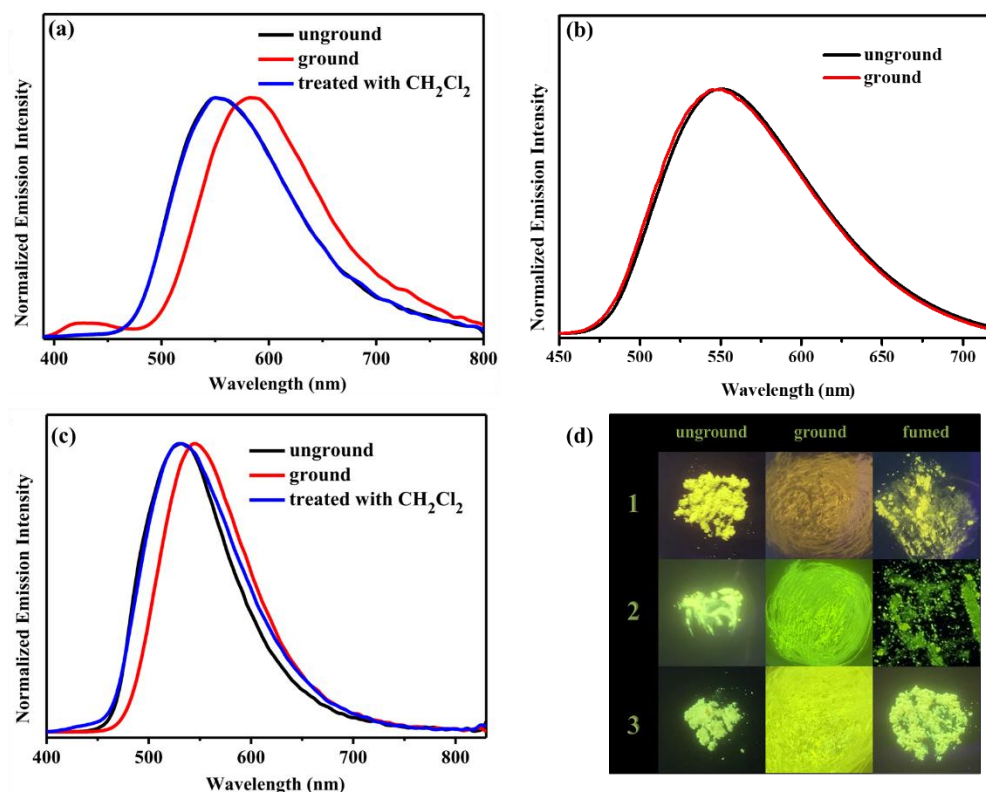 (a)
unground
ground
treated with CH₂Cl₂
Normalized Emission Intensity
400 500 600 700 800
Wavelength (nm)
(b)
unground
ground
Normalized Emission Intensity
450 500 550 600 650 700
Wavelength (nm)
(c)
unground
ground
treated with CH₂Cl₂
Normalized Emission Intensity
400 500 600 700 800
Wavelength (nm)
(d)
unground ground fumed
1
2
3